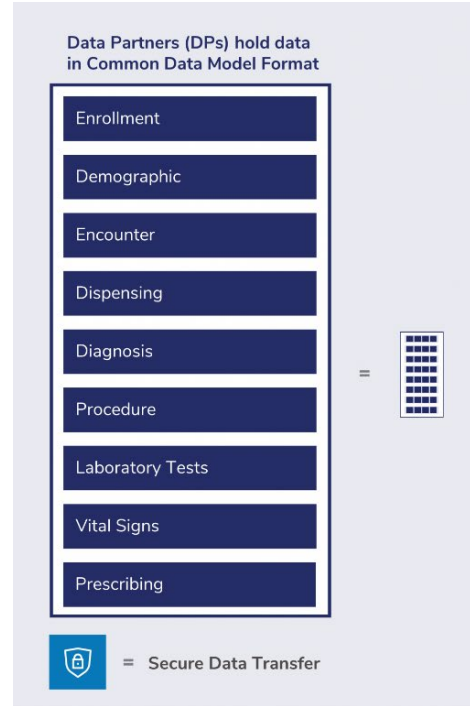 Data Partners (DPs) hold data
in Common Data Model Format
Enrollment
Demographic
Encounter
Dispensing
Diagnosis
=
Procedure
Laboratory Tests
Vital Signs
Prescribing
= Secure Data Transfer